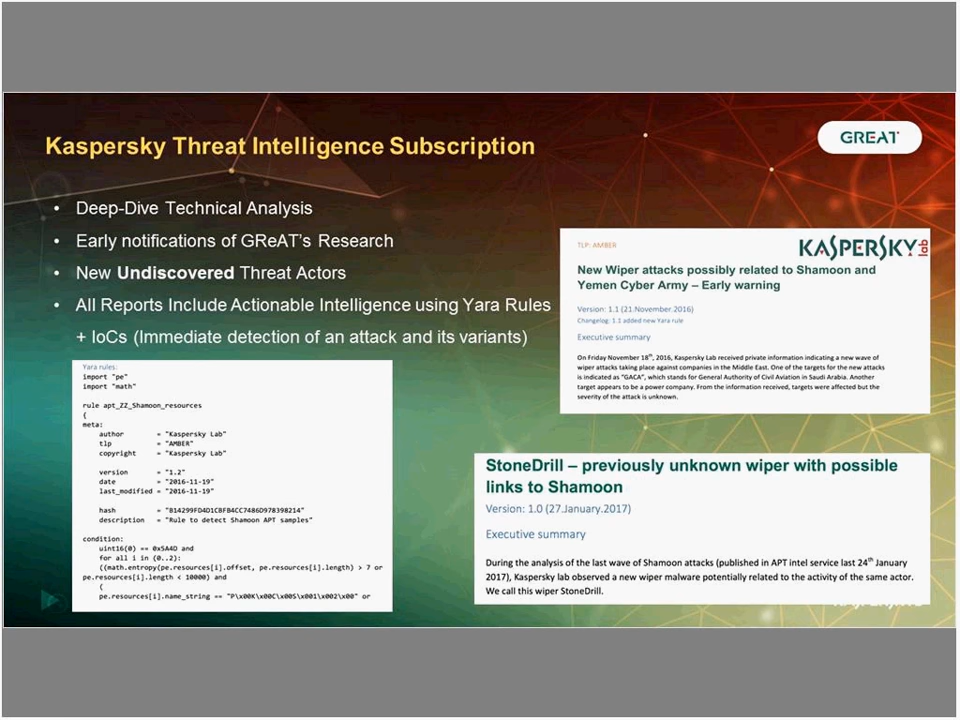 Kaspersky Threat Intelligence Subscription
GREAT
• Deep-Dive Technical Analysis
• Early notifications of GReAT's Research
• New Undiscovered Threat Actors
• All Reports Include Actionable Intelligence using Yara Rules
+ IoCs (Immediate detection of an attack and its variants)
Yara rules:
import "pe"
import "math"
rule apt_ZZ_Shamoon_resources
{
meta:
author = "Kaspersky Lab"
tlp = "AMBER"
copyright = "Kaspersky Lab"
version = "1.2"
date = "2016-11-19"
last_modified = "2016-11-19"
hash = "B14299FD4D1CBFB4CC7486D978398214"
description = "Rule to detect Shamoon APT samples"
condition:
uint16(0) == 0x5A4D and
for all i in (0..2):
((math.entropy(pe.resources[i].offset, pe.resources[i].length) > 7 or
pe.resources[i].length < 10000) and
(
pe.resources[i].name_string == "P\x00K\x00C\x00S\x001\x002\x00" or
TLP: AMBER
KASPERSKY lab
New Wiper attacks possibly related to Shamoon and
Yemen Cyber Army – Early warning
Version: 1.1 (21.November.2016)
Changelog: 1.1 added new Yara rule
Executive summary
On Friday November 18th, 2016, Kaspersky Lab received private information indicating a new wave of
wiper attacks taking place against companies in the Middle East. One of the targets for the new attacks
is indicated as "GACA", which stands for General Authority of Civil Aviation in Saudi Arabia. Another
target appears to be a power company. From the information received, targets were affected but the
severity of the attack is unknown.
StoneDrill – previously unknown wiper with possible
links to Shamoon
Version: 1.0 (27.January.2017)
Executive summary
During the analysis of the last wave of Shamoon attacks (published in APT intel service last 24th January
2017), Kaspersky lab observed a new wiper malware potentially related to the activity of the same actor.
We call this wiper StoneDrill.